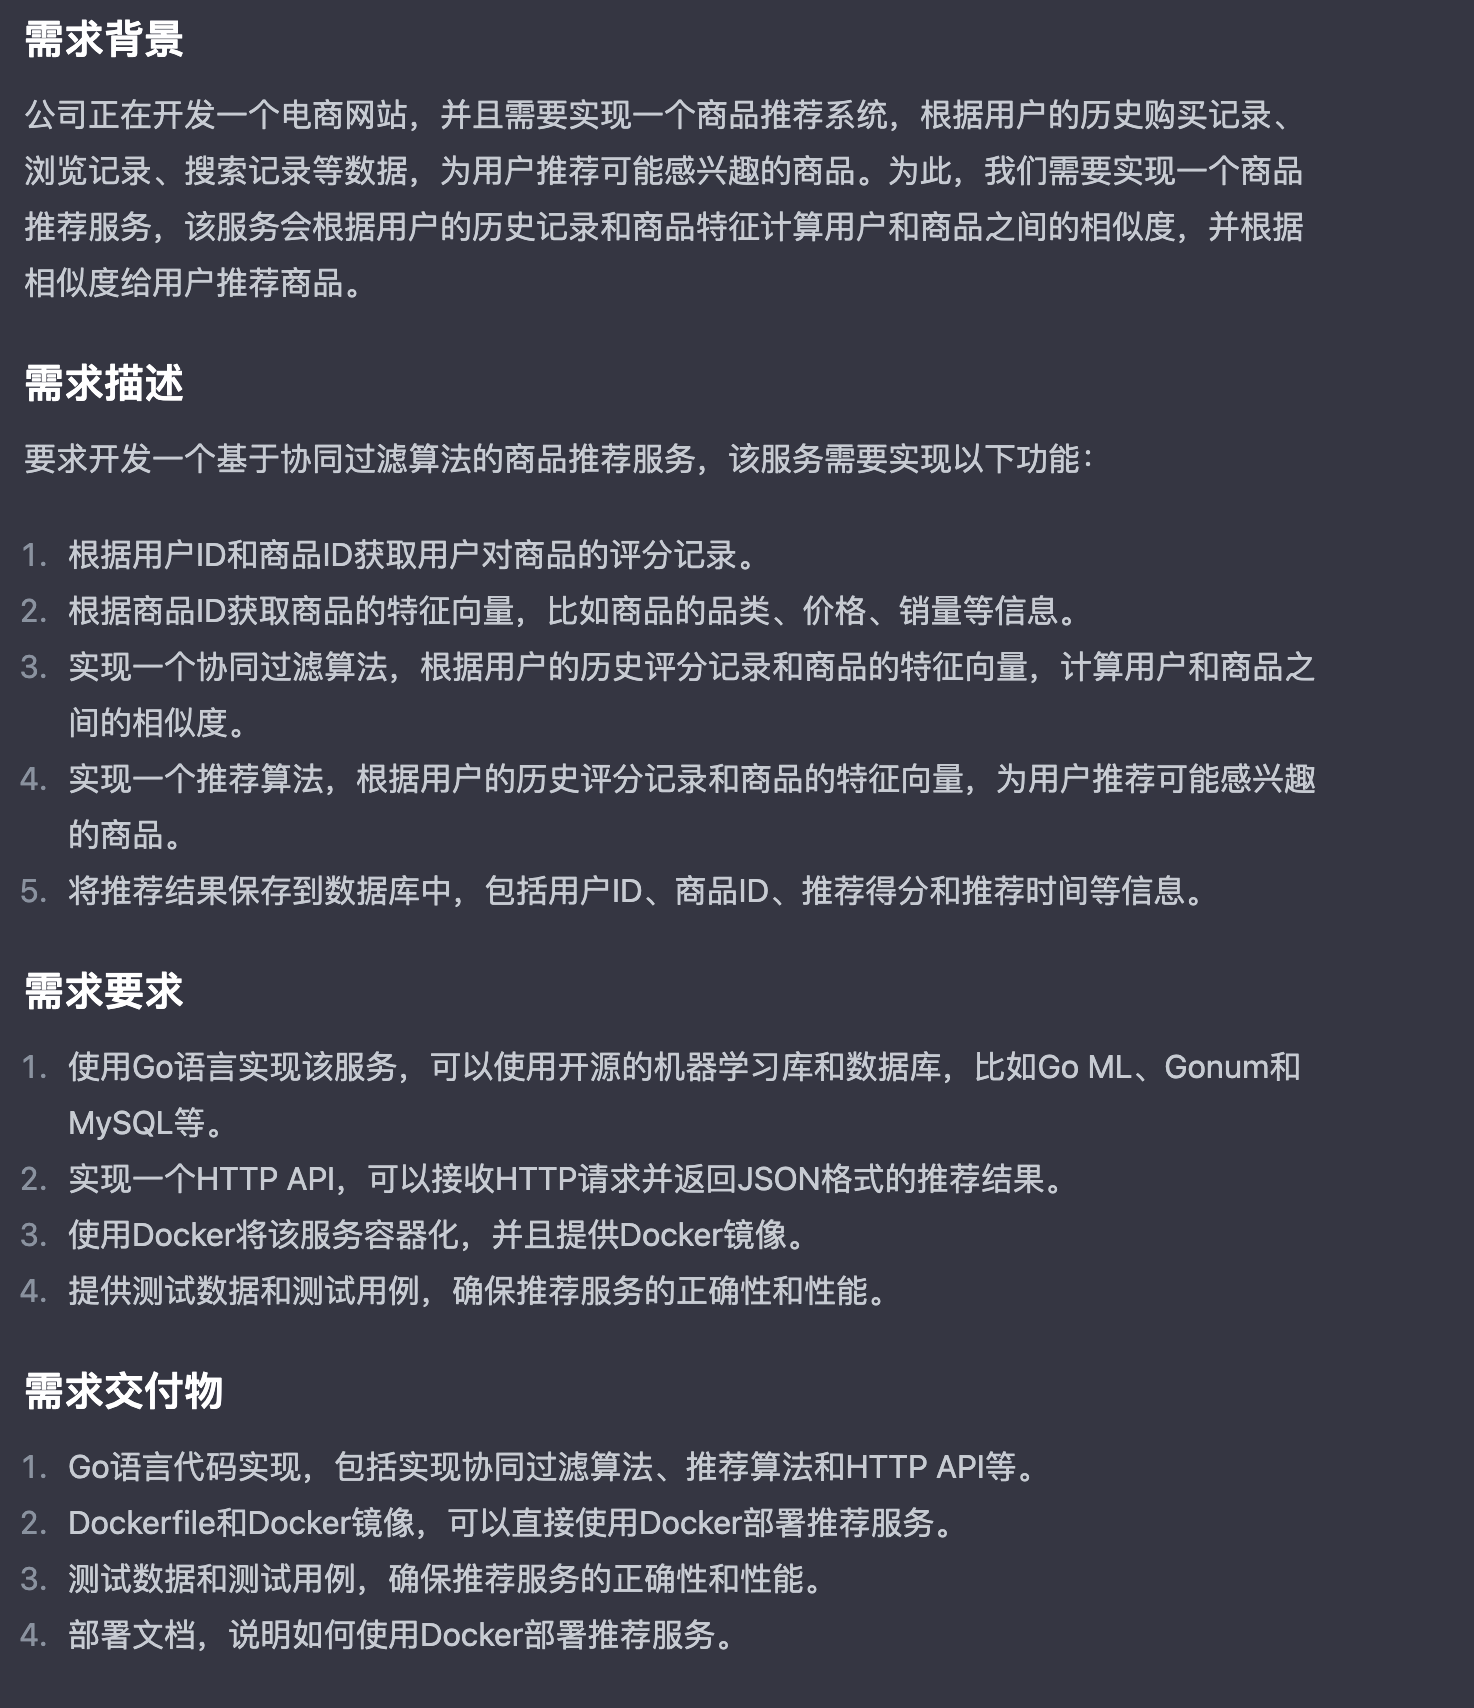 需求背景
公司正在开发一个电商网站，并且需要实现一个商品推荐系统，根据用户的历史购买记录、
浏览记录、搜索记录等数据，为用户推荐可能感兴趣的商品。为此，我们需要实现一个商品
推荐服务，该服务会根据用户的历史记录和商品特征计算用户和商品之间的相似度，并根据
相似度给用户推荐商品。
需求描述
要求开发一个基于协同过滤算法的商品推荐服务，该服务需要实现以下功能：
1. 根据用户ID和商品ID获取用户对商品的评分记录。
2. 根据商品ID获取商品的特征向量，比如商品的品类、价格、销量等信息。
3. 实现一个协同过滤算法，根据用户的历史评分记录和商品的特征向量，计算用户和商品之
间的相似度。
4. 实现一个推荐算法，根据用户的历史评分记录和商品的特征向量，为用户推荐可能感兴趣
的商品。
5. 将推荐结果保存到数据库中，包括用户ID、商品ID、推荐得分和推荐时间等信息。
需求要求
1. 使用Go语言实现该服务，可以使用开源的机器学习库和数据库，比如Go ML、Gonum和
MySQL等。
2. 实现一个HTTP API，可以接收HTTP请求并返回JSON格式的推荐结果。
3. 使用Docker将该服务容器化，并且提供Docker镜像。
4. 提供测试数据和测试用例，确保推荐服务的正确性和性能。
需求交付物
1. Go语言代码实现，包括实现协同过滤算法、推荐算法和HTTP API等。
2. Dockerfile和Docker镜像，可以直接使用Docker部署推荐服务。
3. 测试数据和测试用例，确保推荐服务的正确性和性能。
4. 部署文档，说明如何使用Docker部署推荐服务。